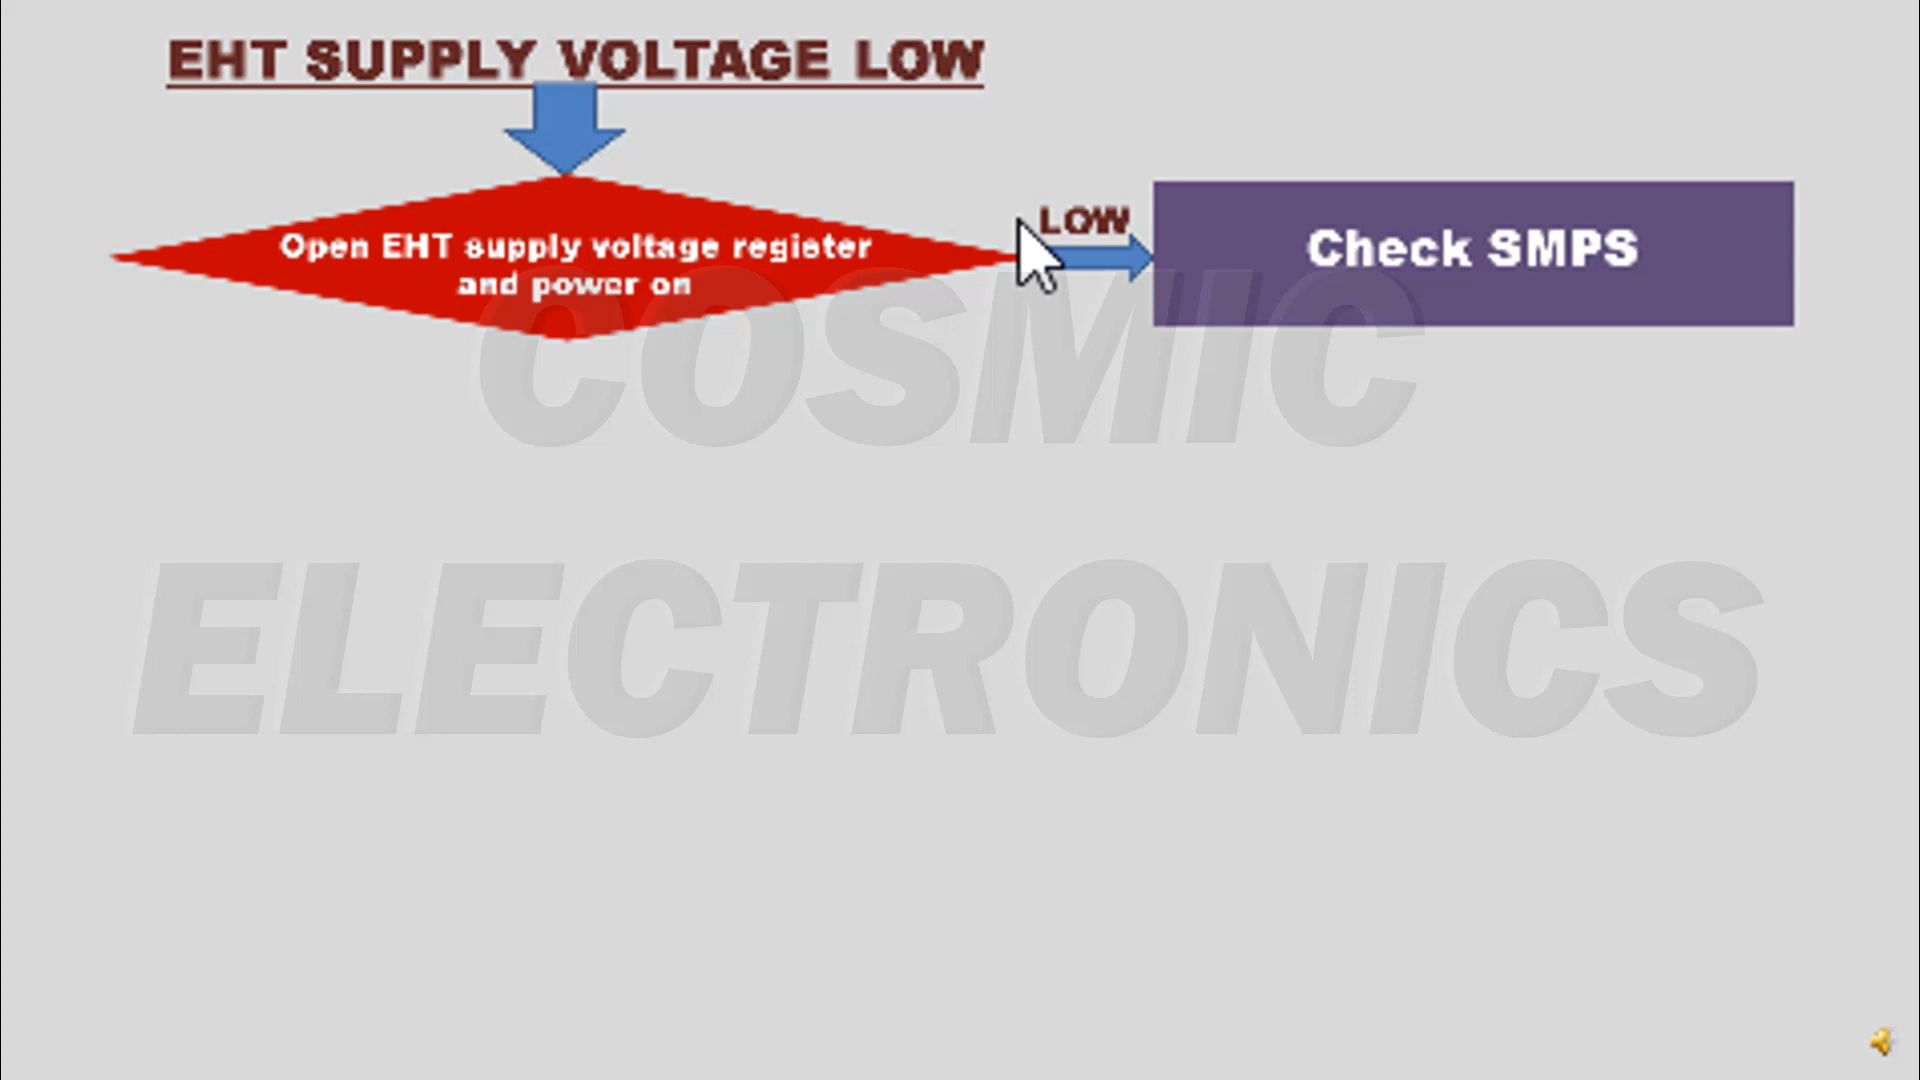 EHT SUPPLY VOLTAGE LOW
Open EHT supply voltage register
and power on
LOW
Check SMPS
COSMIC
ELECTRONICS